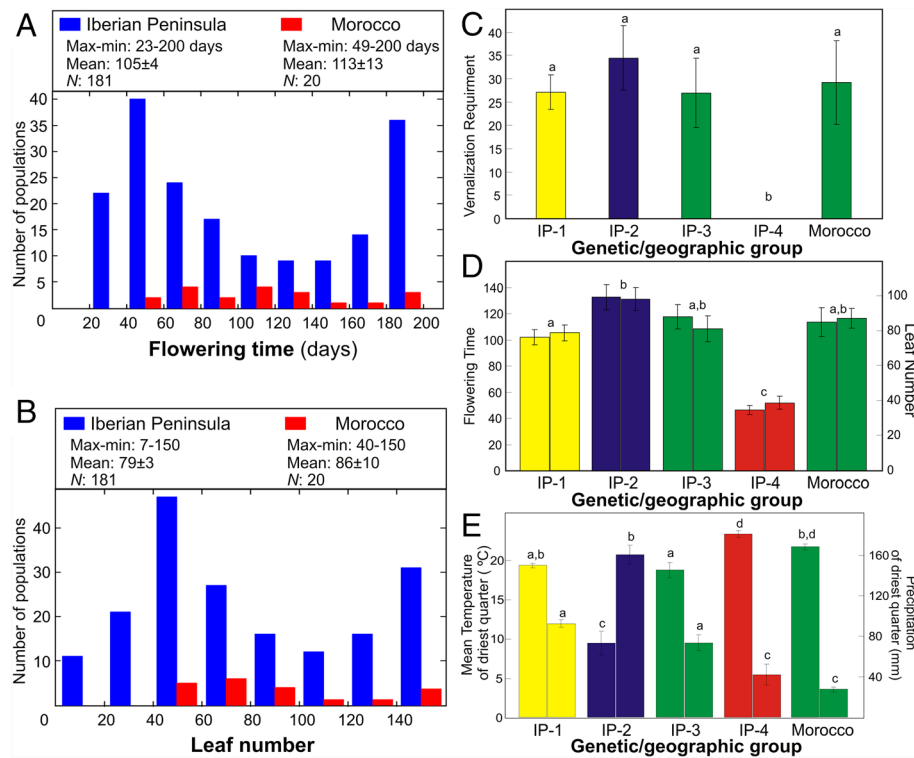 A
Iberian Peninsula Morocco
Max-min: 23-200 days Max-min: 49-200 days
Mean: 105±4 Mean: 113±13
N: 181 N: 20
Number of populations
40
35
30
25
20
15
10
5
0 20 40 60 80 100 120 140 160 180 200
Flowering time (days)
B
Iberian Peninsula Morocco
Max-min: 7-150 Max-min: 40-150
Mean: 79±3 Mean: 86±10
N: 181 N: 20
Number of populations
40
30
20
10
0 20 40 60 80 100 120 140
Leaf number
C
Vernalization Requirment
40
35
30
25
20
15
10
5
0
a a a b a
IP-1 IP-2 IP-3 IP-4 Morocco
Genetic/geographic group
D
Flowering Time
140
120
100
80
60
40
20
0
a b a,b c a,b
100
80
60
40
20
0
Leaf Number
IP-1 IP-2 IP-3 IP-4 Morocco
Genetic/geographic group
E
Mean Temperature
of driest quarter ( ºC)
20
15
10
5
0
a,b a c b a a d c b,d c
160
120
80
40
Precipitation
of driest quarter (mm)
IP-1 IP-2 IP-3 IP-4 Morocco
Genetic/geographic group